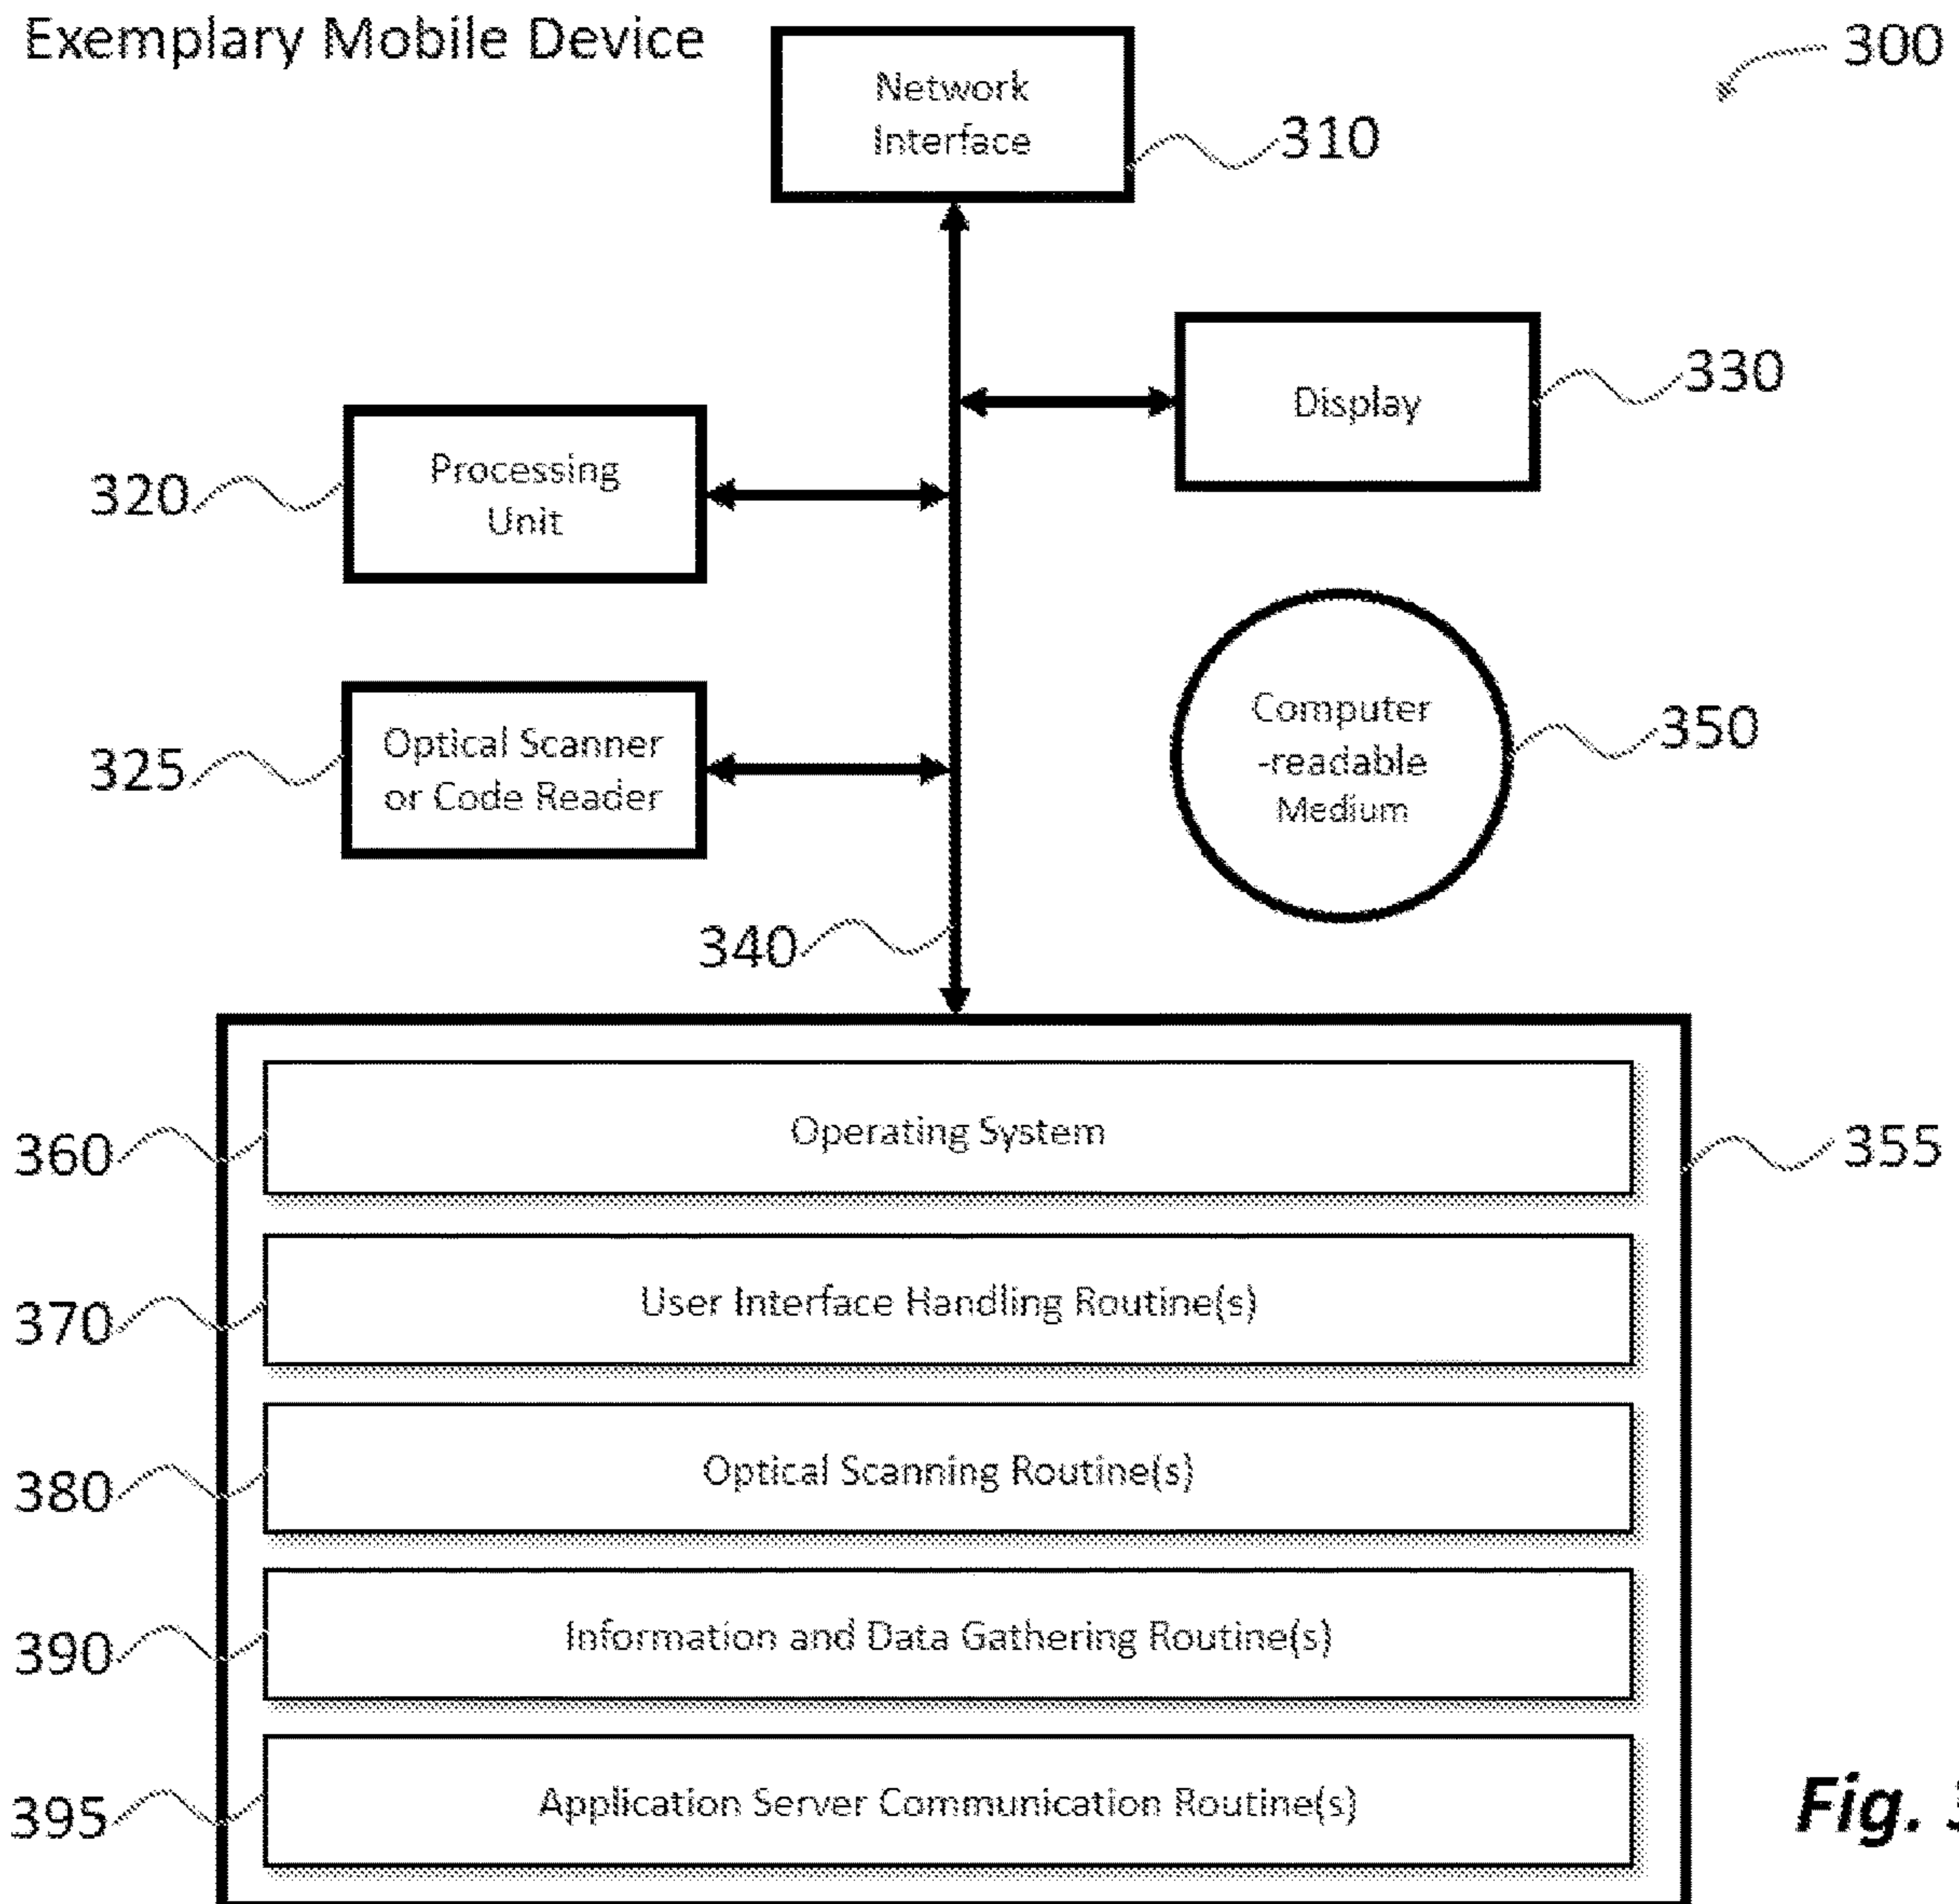 Exemplary Mobile Device
300
Network
Interface
310
Display
330
Processing
Unit
320
Optical Scanner
or Code Reader
325
Computer
-readable
Medium
350
340
355
Operating System
360
User Interface Handling Routine(s)
370
Optical Scanning Routine(s)
380
Information and Data Gathering Routine(s)
390
Application Server Communication Routine(s)
395
Fig.